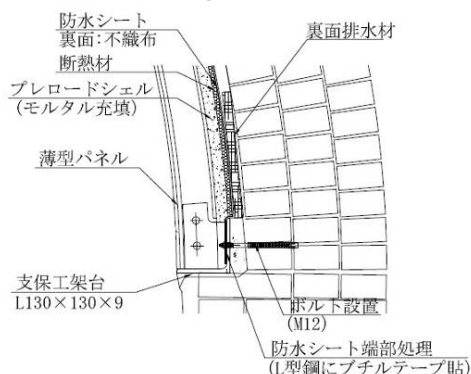 防水シート
裏面:不織布
断熱材
プレロードシェル
(モルタル充填)
薄型パネル
支保工架台
L130×130×9
裏面排水材
ボルト設置
(M12)
防水シート端部処理
(L型鋼にブチルテープ貼)